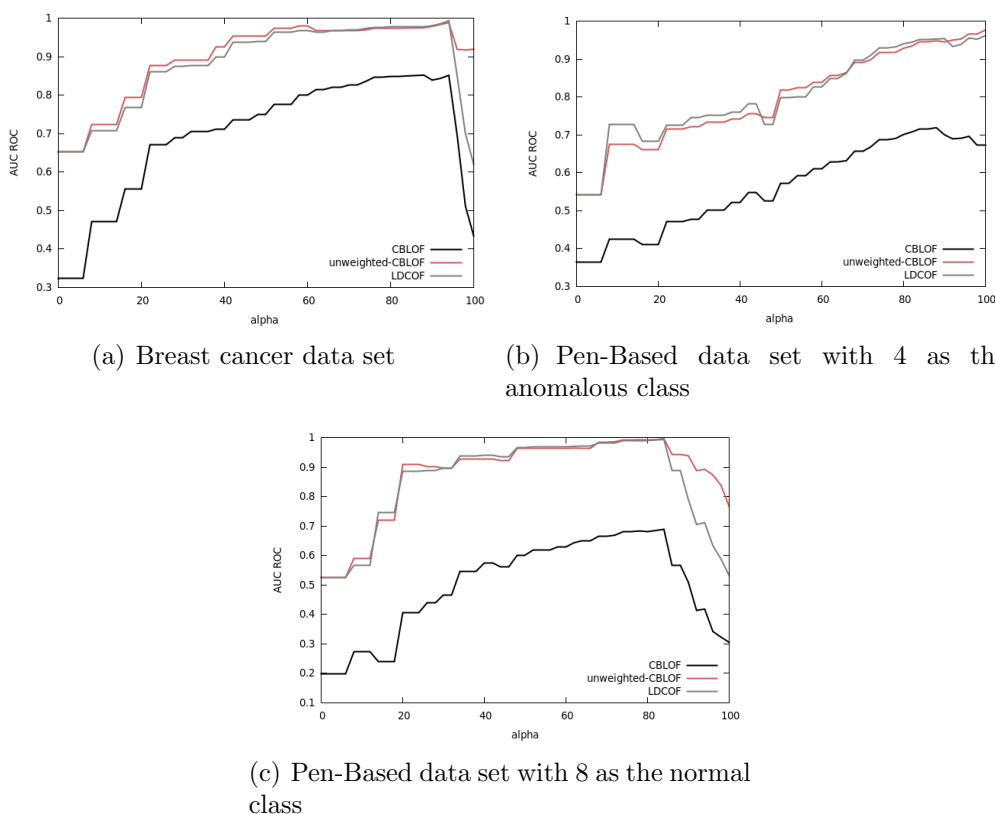 1
0.9
0.8
0.7
0.6
0.5
0.4
0.3
AUC ROC
CBLOF
unweighted-CBLOF
LDCOF
0 20 40 60 80 100
alpha
(a) Breast cancer data set
1
0.9
0.8
0.7
0.6
0.5
0.4
0.3
AUC ROC
CBLOF
unweighted-CBLOF
LDCOF
0 20 40 60 80 100
alpha
(b) Pen-Based data set with 4 as th
anomalous class
1
0.9
0.8
0.7
0.6
0.5
0.4
0.3
0.2
0.1
AUC ROC
CBLOF
unweighted-CBLOF
LDCOF
0 20 40 60 80 100
alpha
(c) Pen-Based data set with 8 as the normal
class